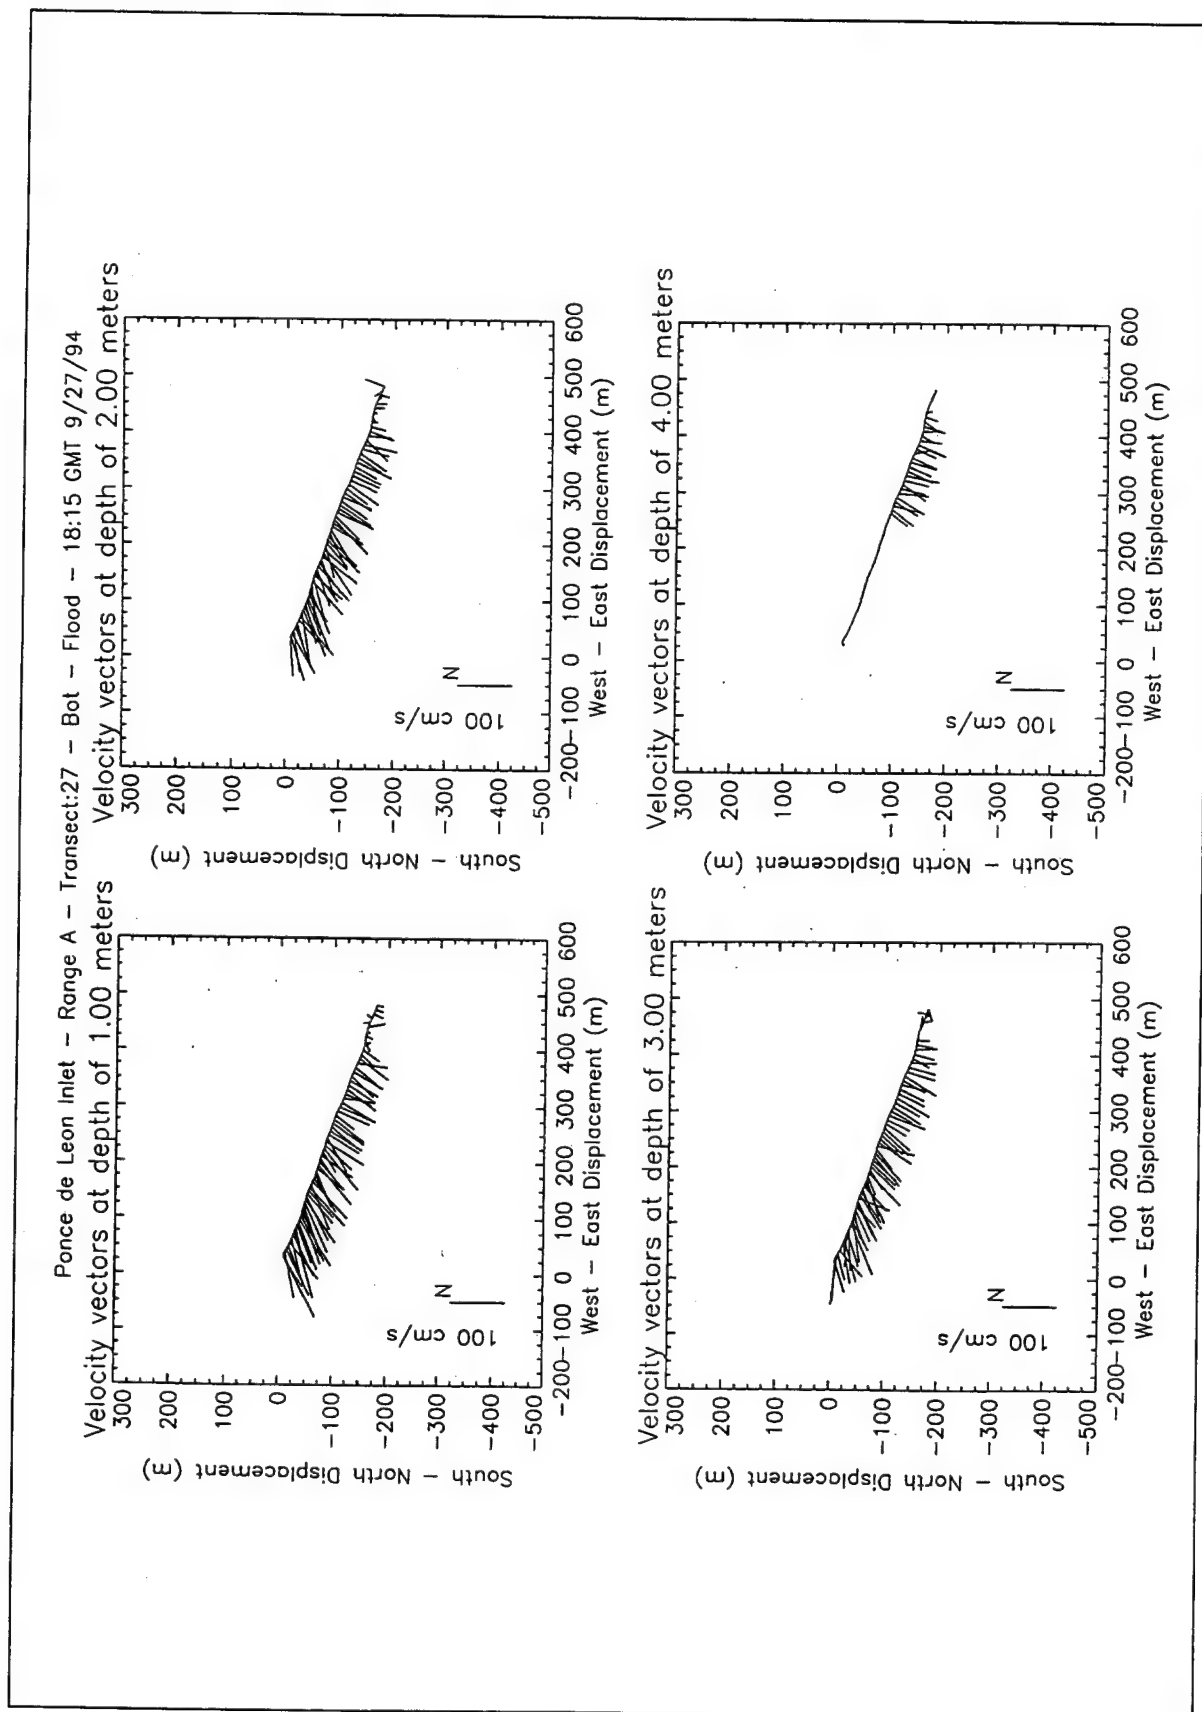 Ponce de Leon Inlet – Range A – Transect:27 – Bot – Flood – 18:15 GMT 9/27/94
Velocity vectors at depth of 1.00 meters
South – North Displacement (m)
300
200
100
0
-100
-200
-300
-400
-500
100 cm/s
N
-200-100 0 100 200 300 400 500 600
West – East Displacement (m)
Velocity vectors at depth of 2.00 meters
South – North Displacement (m)
300
200
100
0
-100
-200
-300
-400
-500
100 cm/s
N
-200-100 0 100 200 300 400 500 600
West – East Displacement (m)
Velocity vectors at depth of 3.00 meters
South – North Displacement (m)
300
200
100
0
-100
-200
-300
-400
-500
100 cm/s
N
-200-100 0 100 200 300 400 500 600
West – East Displacement (m)
Velocity vectors at depth of 4.00 meters
South – North Displacement (m)
300
200
100
0
-100
-200
-300
-400
-500
100 cm/s
N
-200-100 0 100 200 300 400 500 600
West – East Displacement (m)